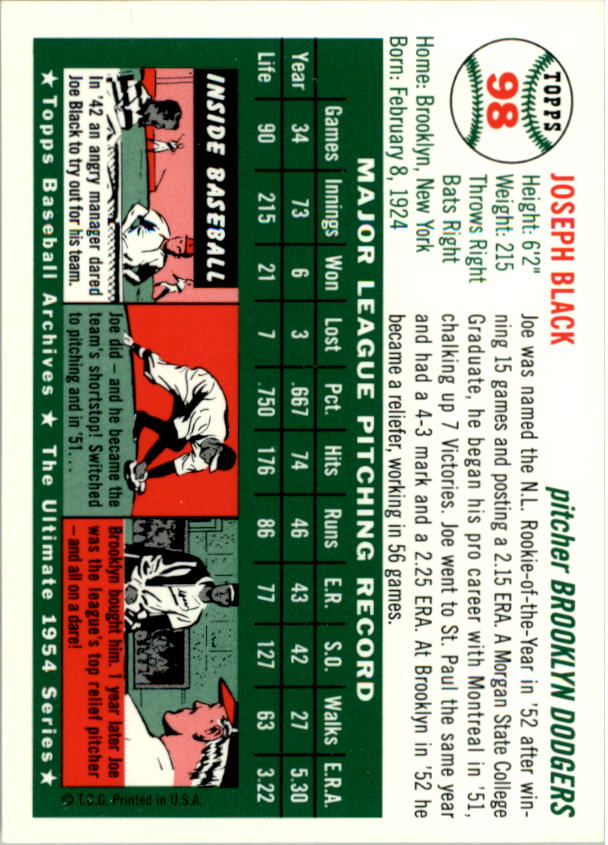 TOPPS
98
JOSEPH BLACK
pitcher BROOKLYN DODGERS
Height: 6'2"
Weight: 215
Throws Right
Bats Right
Home: Brooklyn, New York
Born: February 8, 1924
Joe was named the N.L. Rookie-of-the-Year in '52 after win-
ning 15 games and posting a 2.15 ERA. A Morgan State College
Graduate, he began his pro career with Montreal in '51,
chalking up 7 Victories. Joe went to St. Paul the same year
and had a 4-3 mark and a 2.25 ERA. At Brooklyn in '52 he
became a reliefer, working in 56 games.
MAJOR LEAGUE PITCHING RECORD
Games Innings Won Lost Pct. Hits Runs E.R. S.O. Walks E.R.A.
Year 34 73 6 3 .667 74 46 43 42 27 5.30
Life 90 215 21 7 .750 176 86 77 127 63 3.22
INSIDE BASEBALL
In '42 an angry manager dared
Joe Black to try out for his team.
Joe did - and he became the
team's shortstop! Switched
to pitching and in '51...
Brooklyn bought him. 1 year later Joe
was the league's top relief pitcher
- and all on a dare!
© T.C.G. Printed in U.S.A.
★ Topps Baseball Archives ★ The Ultimate 1954 Series ★